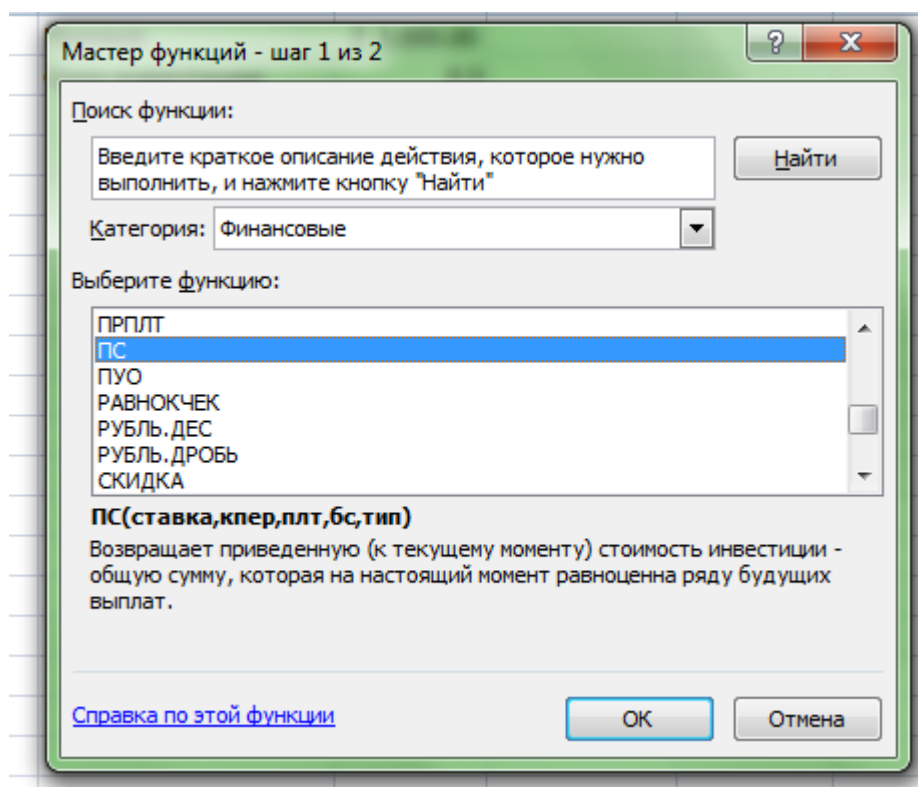 Мастер функций - шаг 1 из 2
Поиск функции:
Введите краткое описание действия, которое нужно
выполнить, и нажмите кнопку "Найти"
Найти
Категория: Финансовые
Выберите функцию:
ПРПЛТ
ПС
ПУО
РАВНОКЧЕК
РУБЛЬ.ДЕС
РУБЛЬ.ДРОБЬ
СКИДКА
ПС(ставка,кпер,плт,бс,тип)
Возвращает приведенную (к текущему моменту) стоимость инвестиции -
общую сумму, которая на настоящий момент равноценна ряду будущих
выплат.
Справка по этой функции
ОК
Отмена